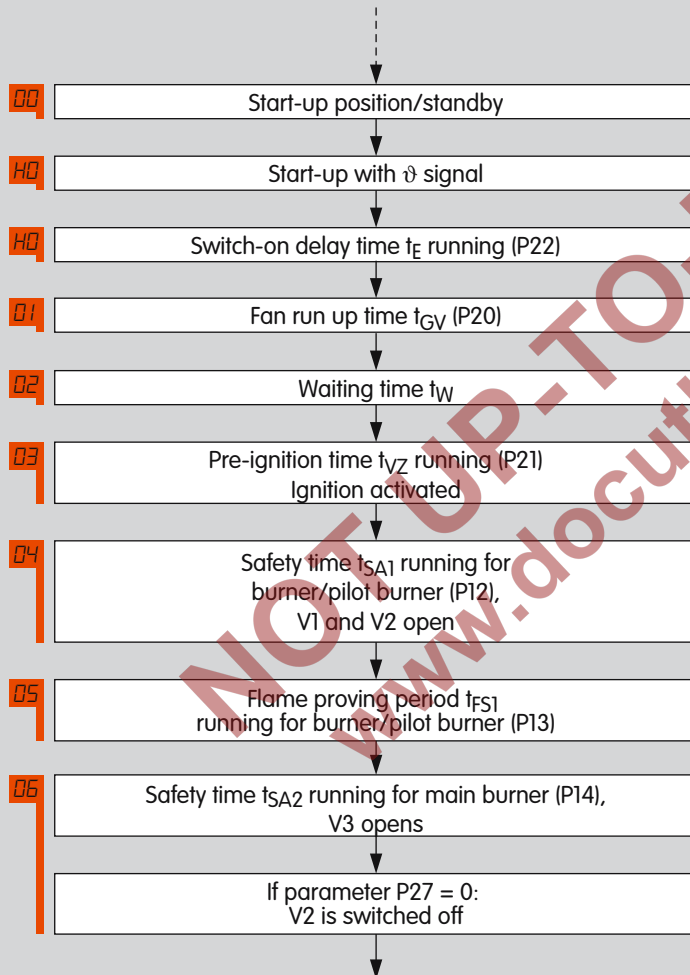 00 Start-up position/standby
H0 Start-up with ϑ signal
H0 Switch-on delay time tE running (P22)
01 Fan run up time tGV (P20)
02 Waiting time tW
03 Pre-ignition time tVZ running (P21)
Ignition activated
04 Safety time tSA1 running for
burner/pilot burner (P12),
V1 and V2 open
05 Flame proving period tFS1
running for burner/pilot burner (P13)
06 Safety time tSA2 running for main burner (P14),
V3 opens
If parameter P27 = 0:
V2 is switched off
NOT UP-TO-
www.docut